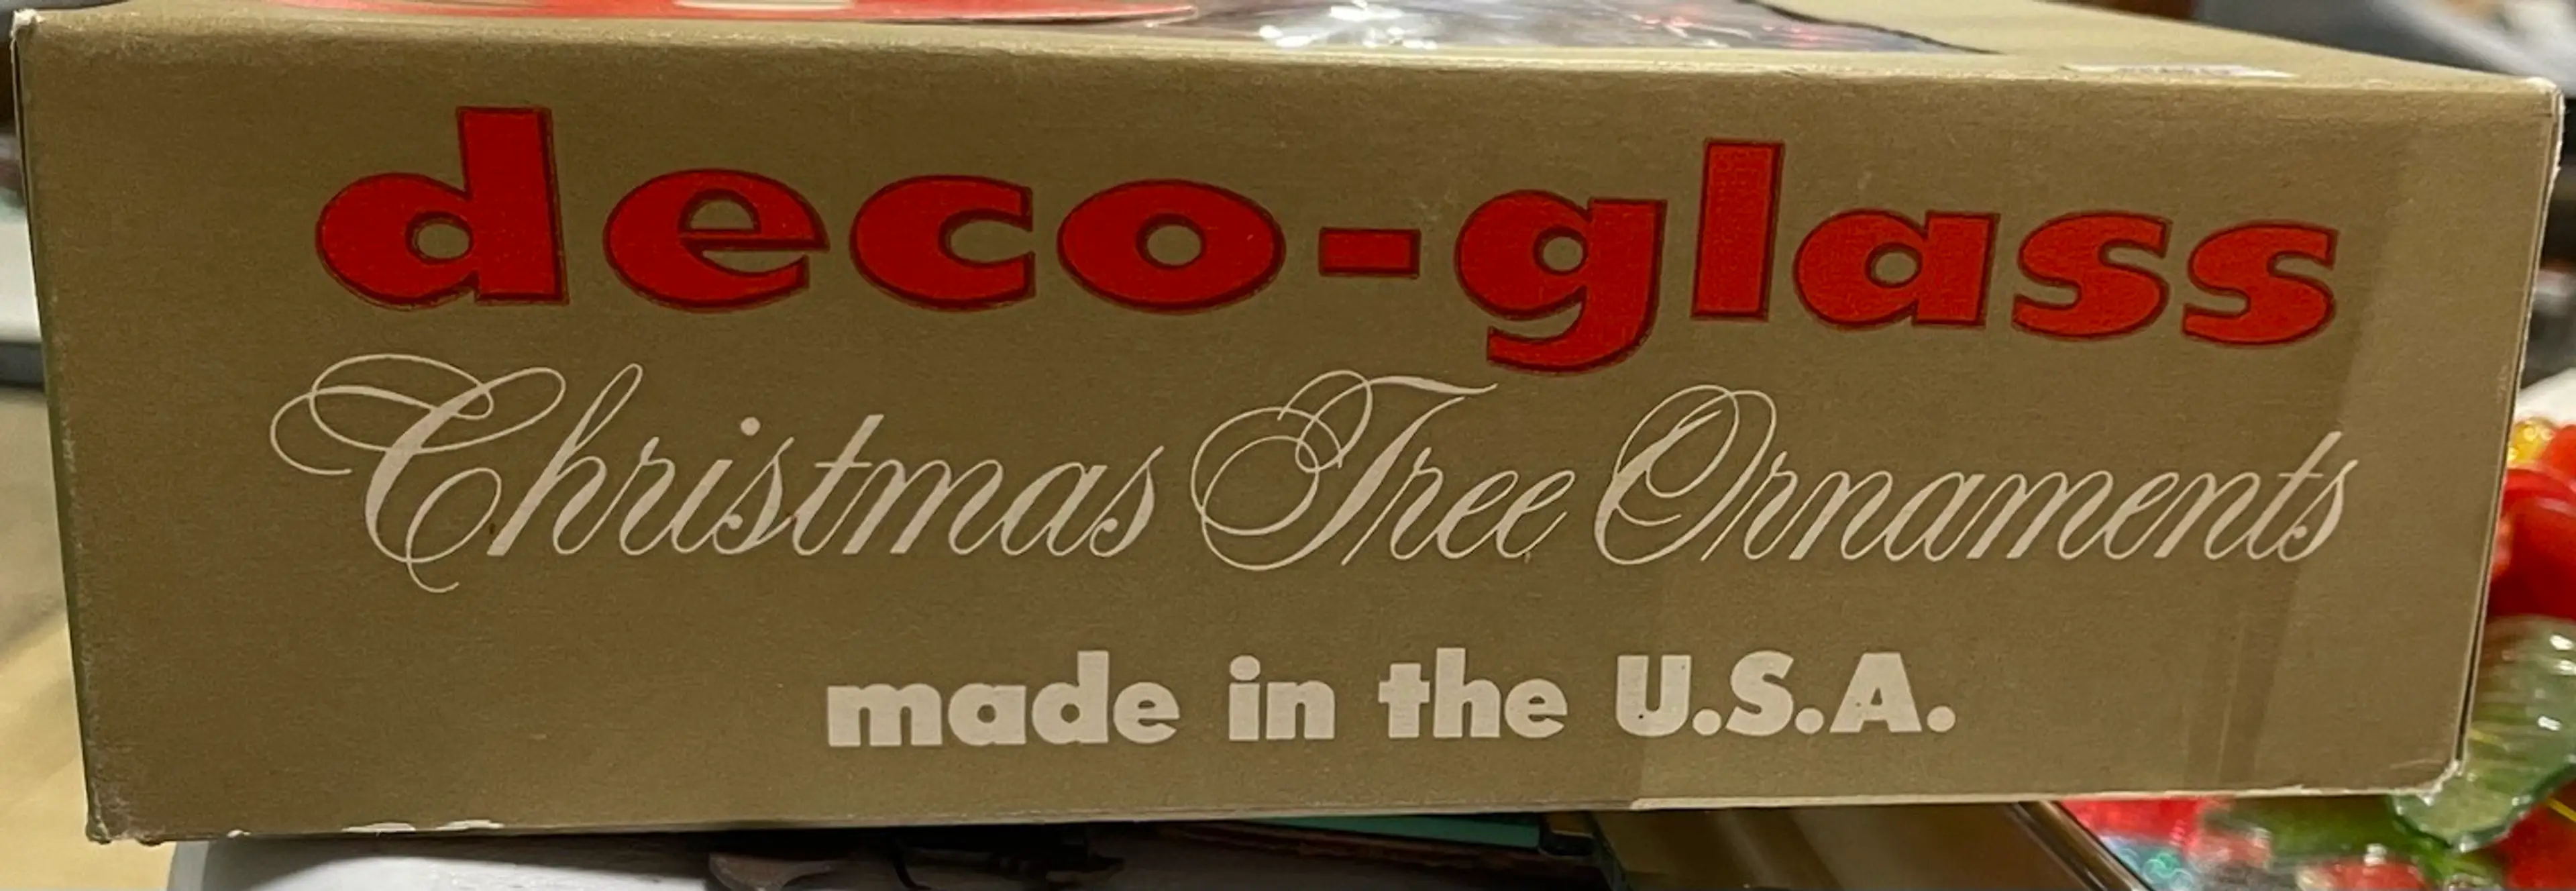 deco-glass
Christmas Tree Ornaments
made in the U.S.A.